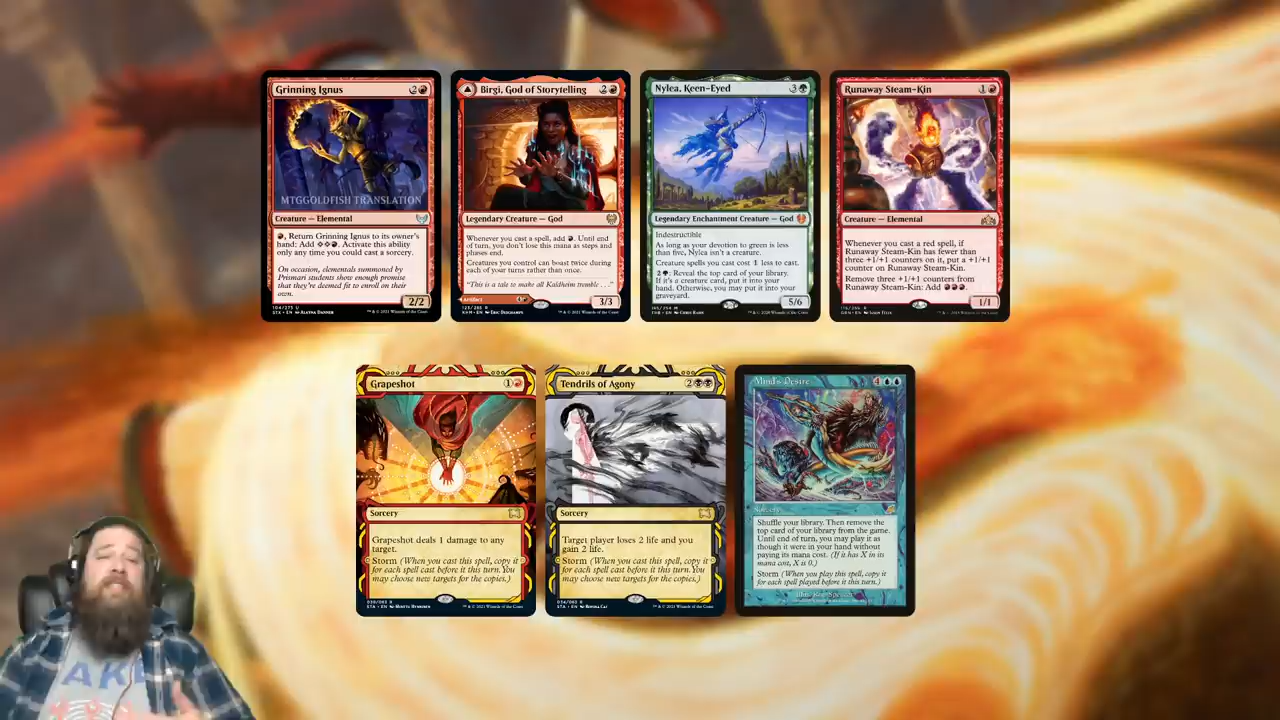 Grinning Ignus 2
MTGGOLDFISH TRANSLATION
Creature — Elemental
, Return Grinning Ignus to its owner's
hand: Add . Activate this ability
only any time you could cast a sorcery.
On occasion, elementals summoned by
Prismari students show enough promise
that they're deemed fit to enroll on their
own.
2/2
Birgi, God of Storytelling 2
Legendary Creature — God
Whenever you cast a spell, add . Until end
of turn, you don't lose this mana as steps and
phases end.
Creatures you control can boast twice during
each of your turns rather than once.
"This is a tale to make all Kaldheim tremble . . ."
Artifact
3/3
Nylea, Keen-Eyed 3
Legendary Enchantment Creature — God
Indestructible
As long as your devotion to green is less
than five, Nylea isn't a creature.
Creature spells you cast cost 1 less to cast.
2 : Reveal the top card of your library.
If it's a creature card, put it into your
hand. Otherwise, you may put it into your
graveyard.
5/6
Runaway Steam-Kin 1
Creature — Elemental
Whenever you cast a red spell, if
Runaway Steam-Kin has fewer than
three +1/+1 counters on it, put a +1/+1
counter on Runaway Steam-Kin.
Remove three +1/+1 counters from
Runaway Steam-Kin: Add .
1/1
Grapeshot 1
Sorcery
Grapeshot deals 1 damage to any
target.
Storm (When you cast this spell, copy it
for each spell cast before it this turn. You
may choose new targets for the copies.)
Tendrils of Agony 2
Sorcery
Target player loses 2 life and you
gain 2 life.
Storm (When you cast this spell, copy it
for each spell cast before it this turn. You
may choose new targets for the copies.)
Mind's Desire 4
Sorcery
Shuffle your library. Then remove the
top card of your library from the game.
Until end of turn, you may play it as
though it were in your hand without
paying its mana cost. (If it has X in its
mana cost, X is 0.)
Storm (When you play this spell, copy it
for each spell played before it this turn.)